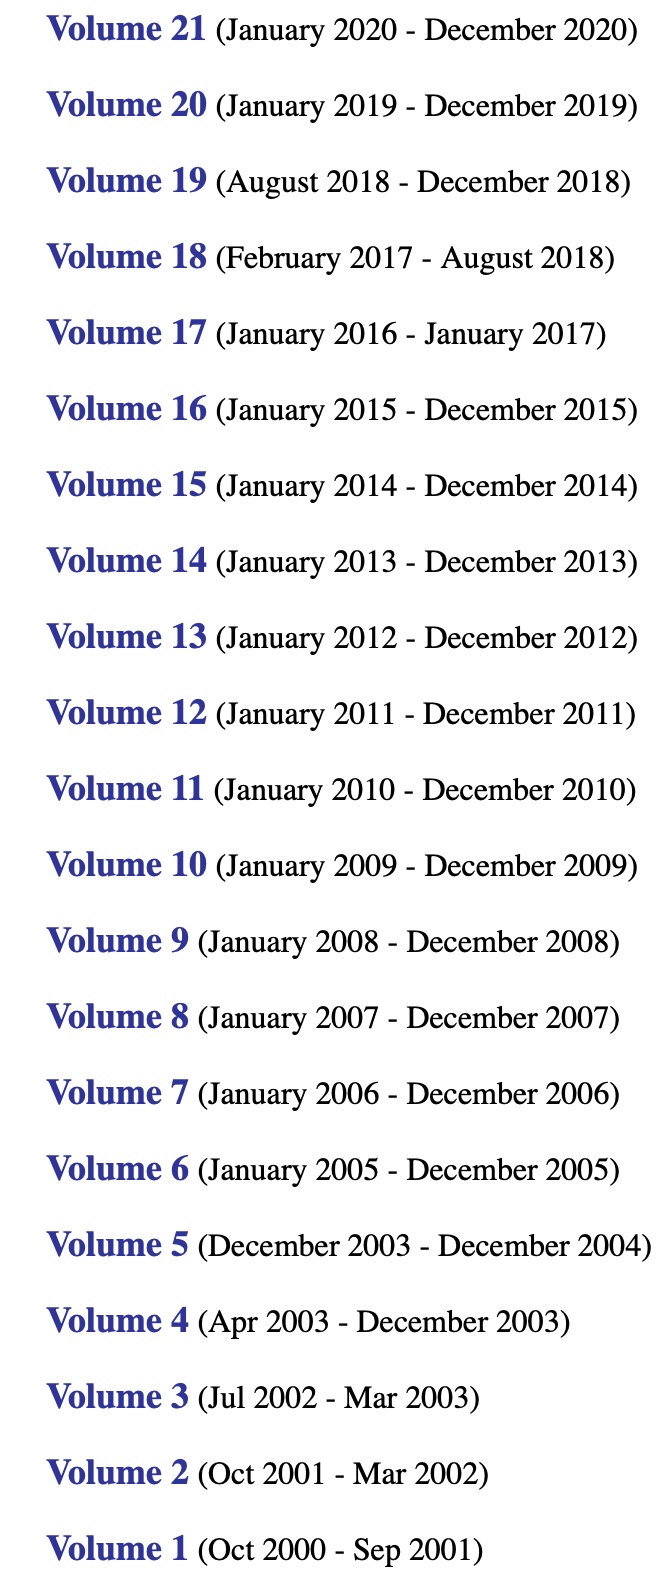 Volume 21 (January 2020 - December 2020)
Volume 20 (January 2019 - December 2019)
Volume 19 (August 2018 - December 2018)
Volume 18 (February 2017 - August 2018)
Volume 17 (January 2016 - January 2017)
Volume 16 (January 2015 - December 2015)
Volume 15 (January 2014 - December 2014)
Volume 14 (January 2013 - December 2013)
Volume 13 (January 2012 - December 2012)
Volume 12 (January 2011 - December 2011)
Volume 11 (January 2010 - December 2010)
Volume 10 (January 2009 - December 2009)
Volume 9 (January 2008 - December 2008)
Volume 8 (January 2007 - December 2007)
Volume 7 (January 2006 - December 2006)
Volume 6 (January 2005 - December 2005)
Volume 5 (December 2003 - December 2004)
Volume 4 (Apr 2003 - December 2003)
Volume 3 (Jul 2002 - Mar 2003)
Volume 2 (Oct 2001 - Mar 2002)
Volume 1 (Oct 2000 - Sep 2001)